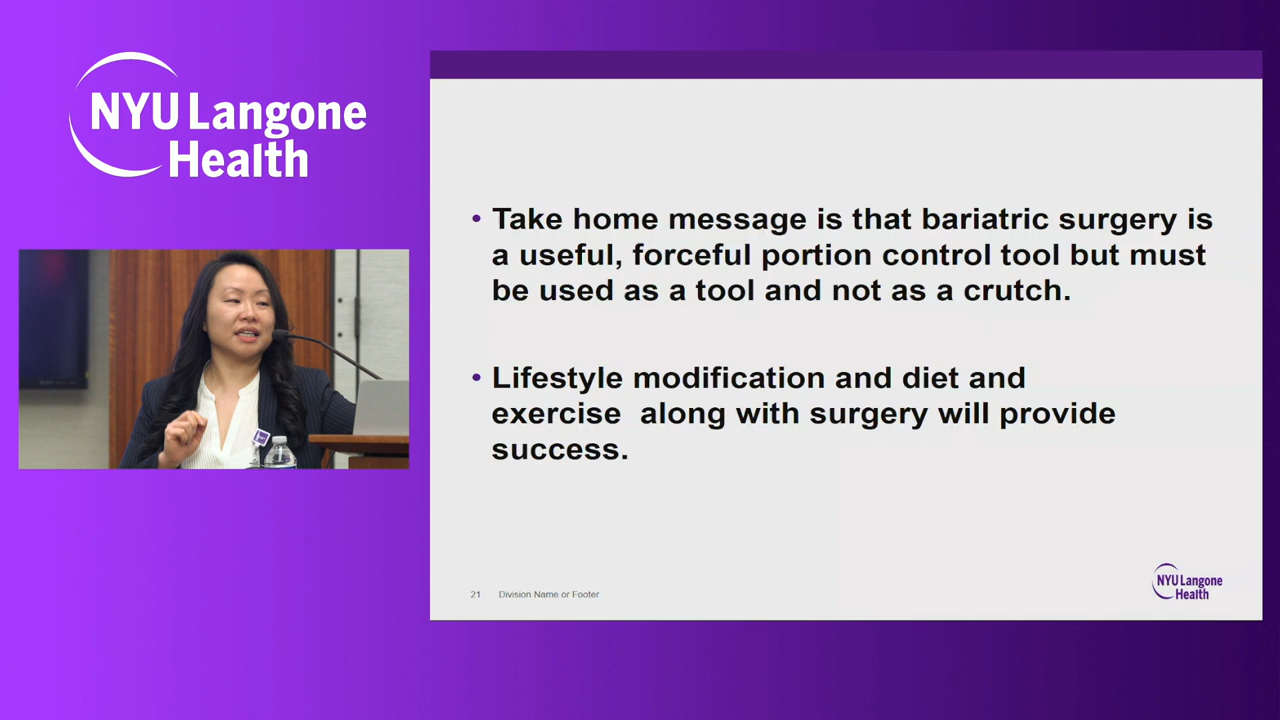 NYU Langone
Health
• Take home message is that bariatric surgery is
a useful, forceful portion control tool but must
be used as a tool and not as a crutch.
• Lifestyle modification and diet and
exercise  along with surgery will provide
success.
21 Division Name or Footer
NYU Langone
Health